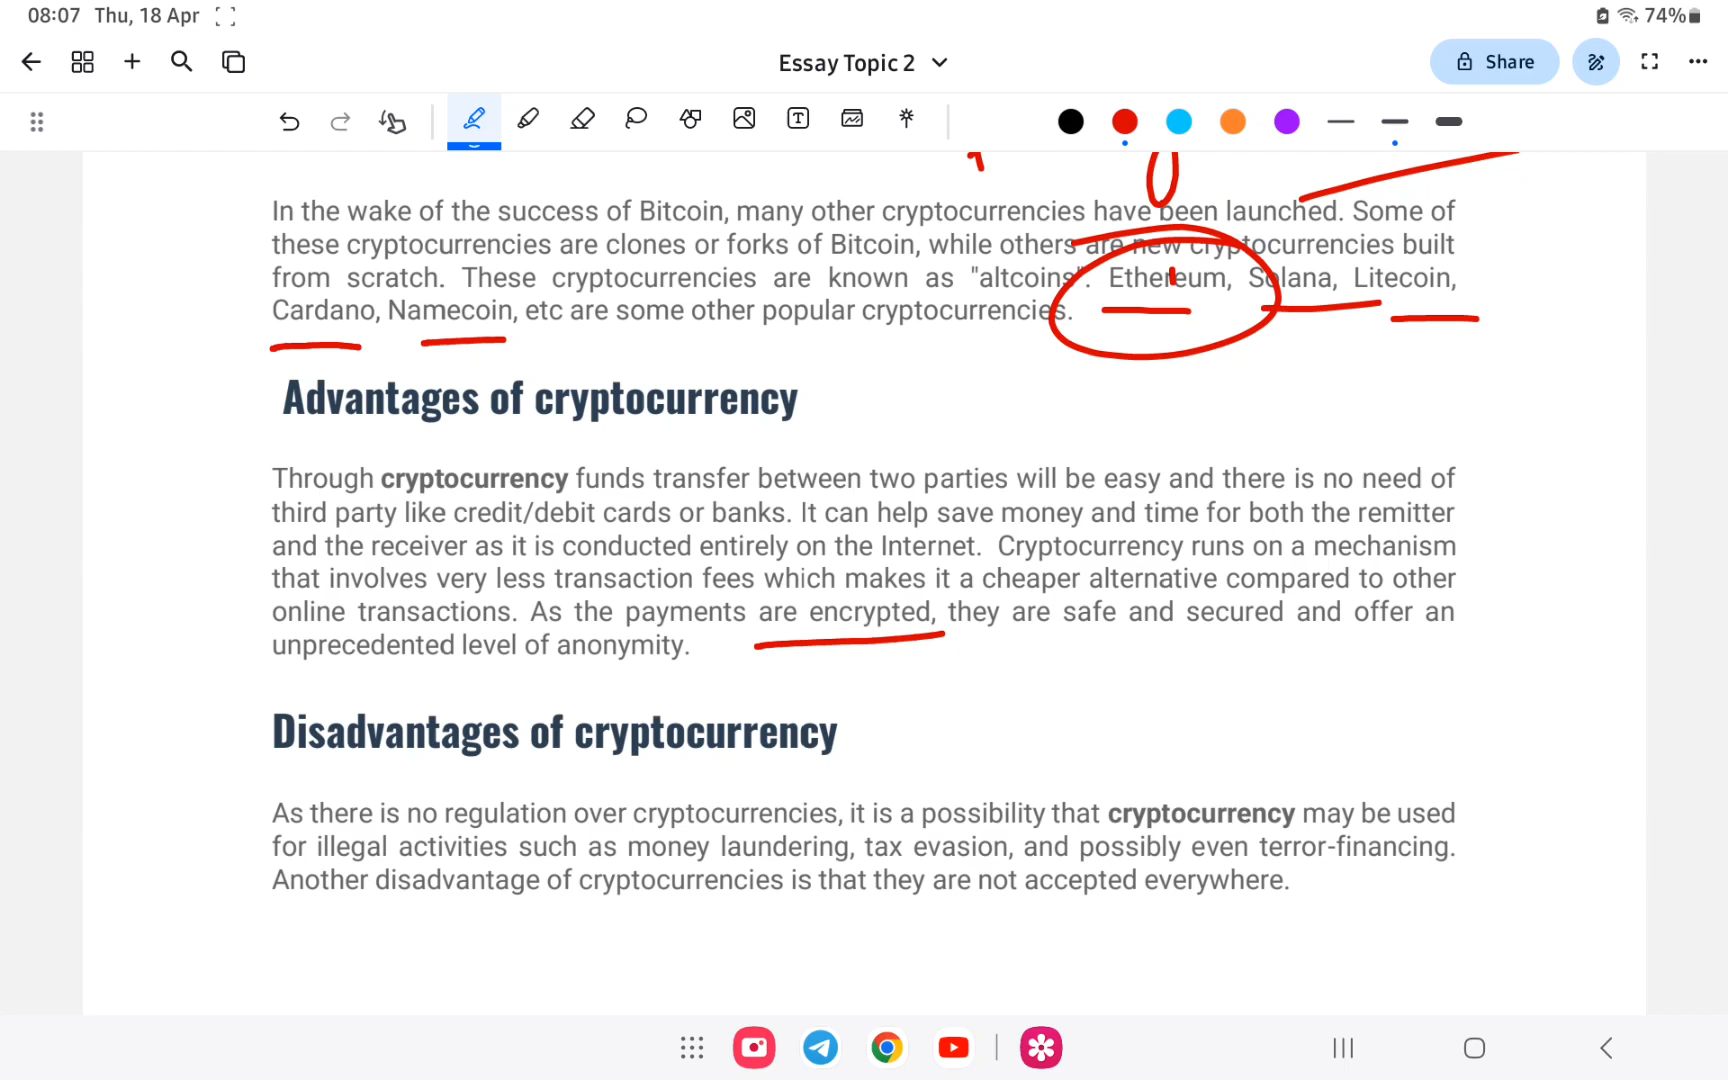 08:07 Thu, 18 Apr
74%
Essay Topic 2
Share
In the wake of the success of Bitcoin, many other cryptocurrencies have been launched. Some of
these cryptocurrencies are clones or forks of Bitcoin, while others are new cryptocurrencies built
from scratch. These cryptocurrencies are known as "altcoins". Ethereum, Solana, Litecoin,
Cardano, Namecoin, etc are some other popular cryptocurrencies.
Advantages of cryptocurrency
Through cryptocurrency funds transfer between two parties will be easy and there is no need of
third party like credit/debit cards or banks. It can help save money and time for both the remitter
and the receiver as it is conducted entirely on the Internet. Cryptocurrency runs on a mechanism
that involves very less transaction fees which makes it a cheaper alternative compared to other
online transactions. As the payments are encrypted, they are safe and secured and offer an
unprecedented level of anonymity.
Disadvantages of cryptocurrency
As there is no regulation over cryptocurrencies, it is a possibility that cryptocurrency may be used
for illegal activities such as money laundering, tax evasion, and possibly even terror-financing.
Another disadvantage of cryptocurrencies is that they are not accepted everywhere.